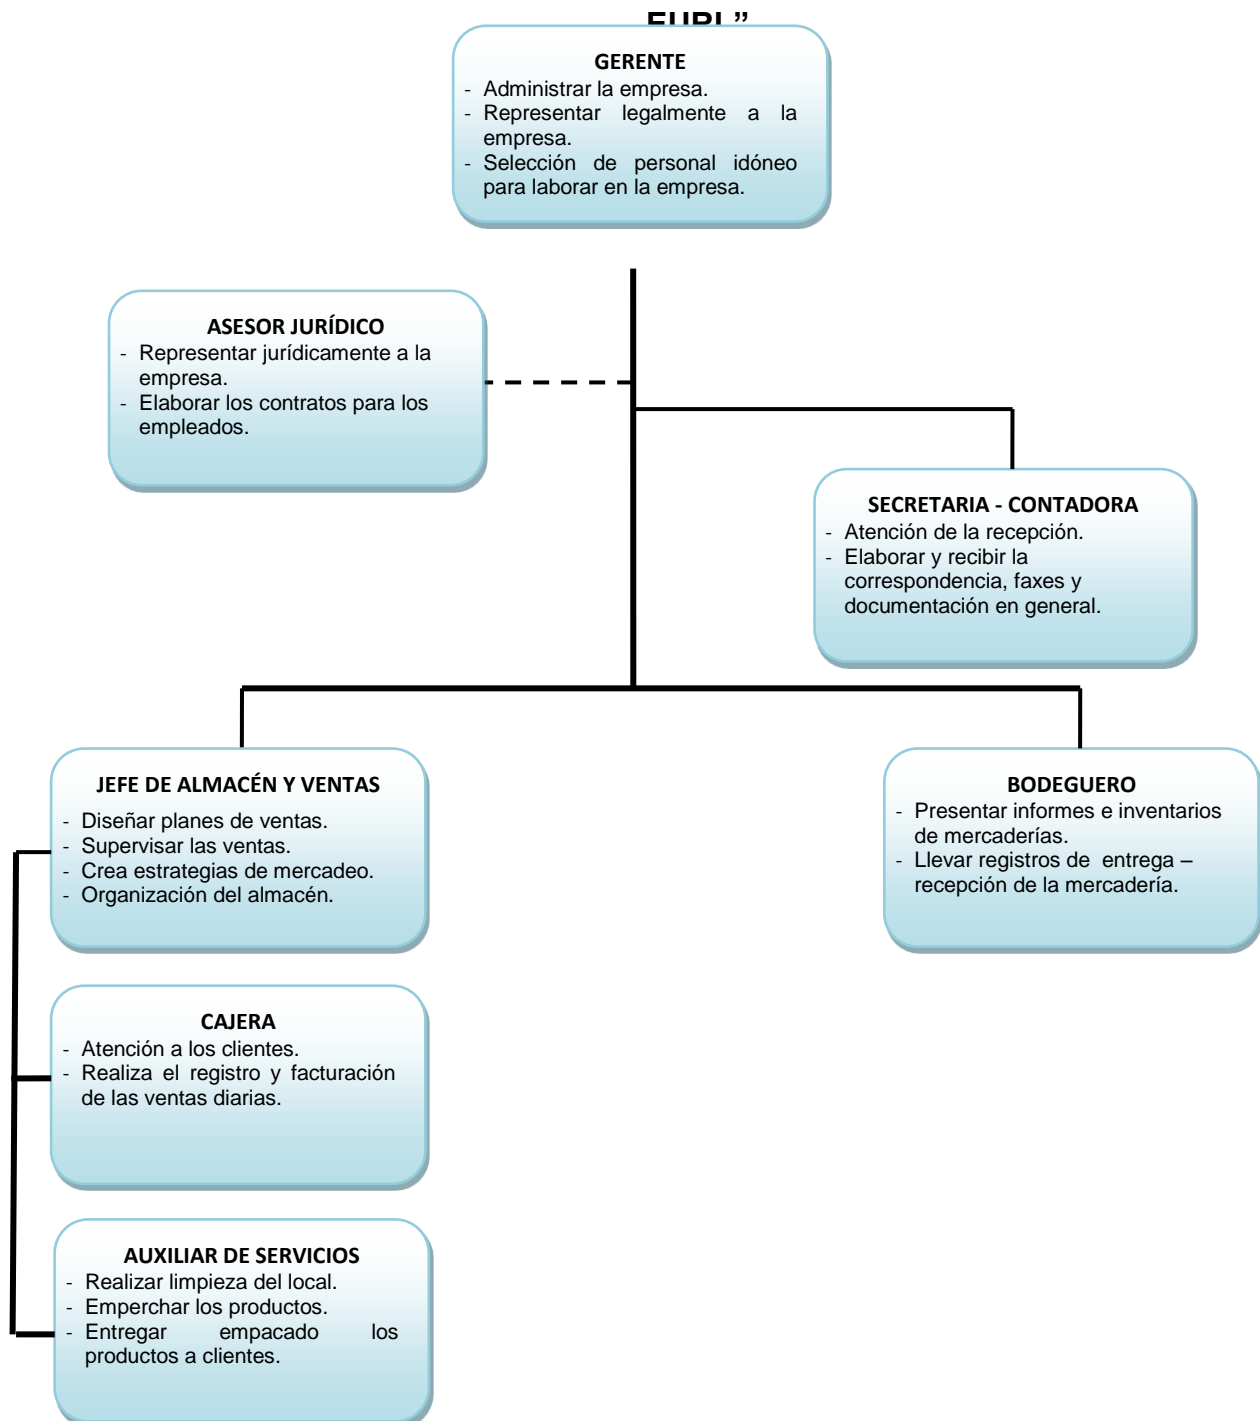 GERENTE
- Administrar la empresa.
- Representar legalmente a la
empresa.
- Selección de personal idóneo
para laborar en la empresa.
ASESOR JURÍDICO
- Representar jurídicamente a la
empresa.
- Elaborar los contratos para los
empleados.
SECRETARIA - CONTADORA
- Atención de la recepción.
- Elaborar y recibir la
correspondencia, faxes y
documentación en general.
JEFE DE ALMACÉN Y VENTAS
- Diseñar planes de ventas.
- Supervisar las ventas.
- Crea estrategias de mercadeo.
- Organización del almacén.
BODEGUERO
- Presentar informes e inventarios
de mercaderías.
- Llevar registros de entrega –
recepción de la mercadería.
CAJERA
- Atención a los clientes.
- Realiza el registro y facturación
de las ventas diarias.
AUXILIAR DE SERVICIOS
- Realizar limpieza del local.
- Emperchar los productos.
- Entregar empacado los
productos a clientes.